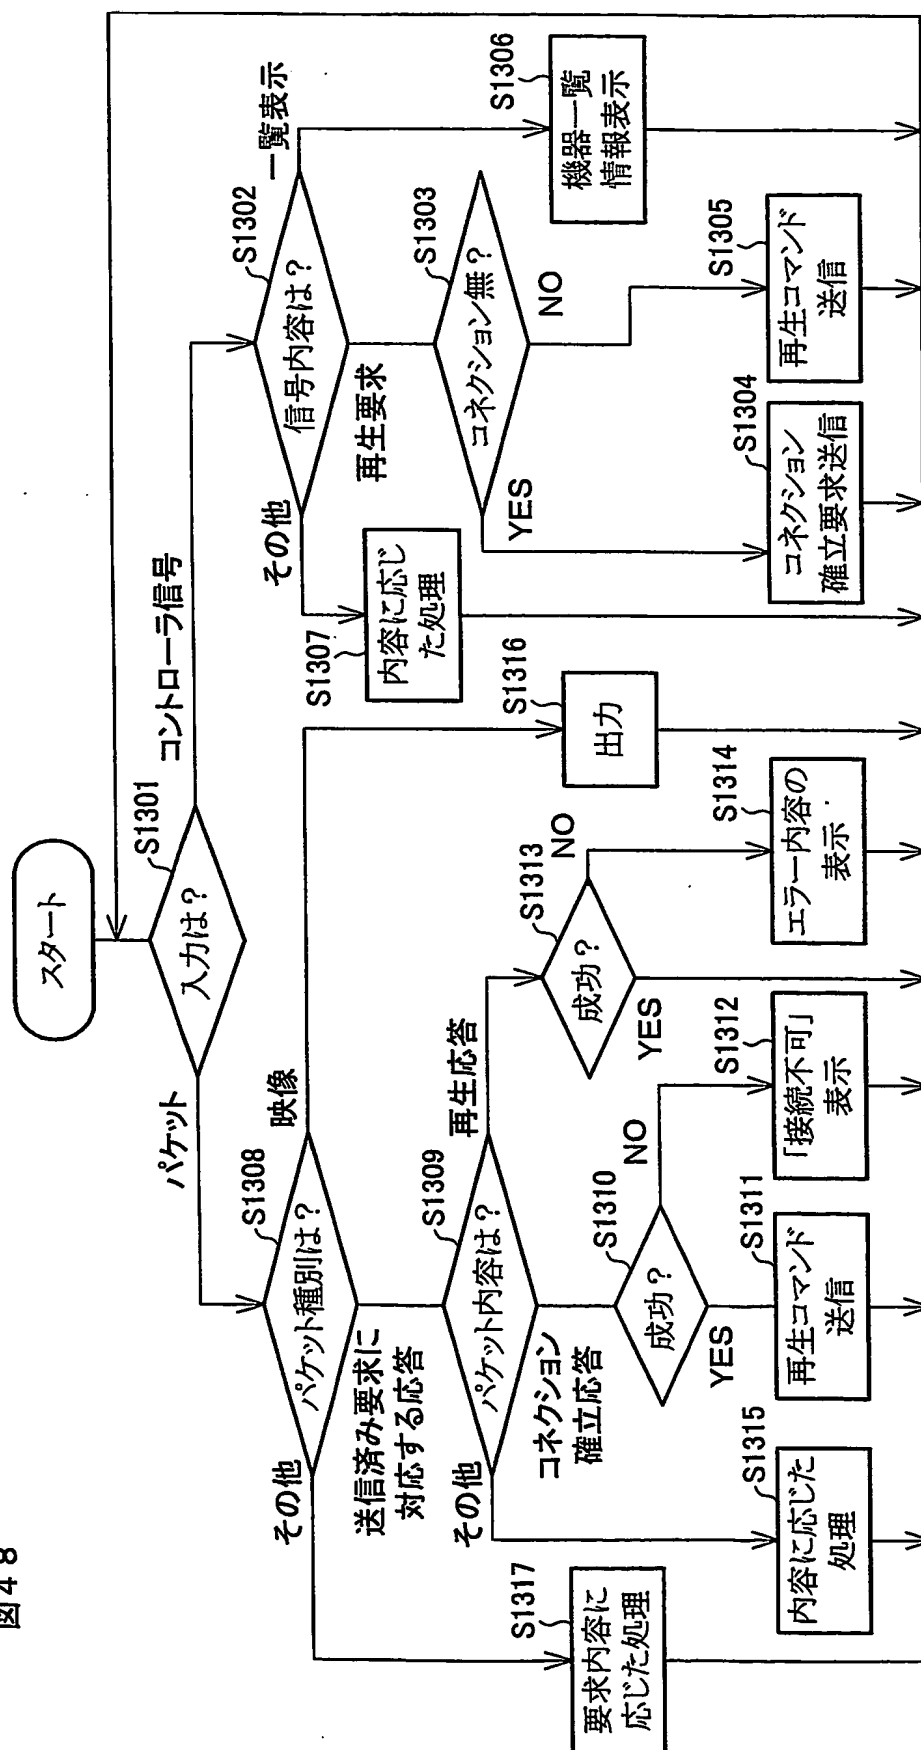 図48
スタート
S1301
入力は?
パケット
コントローラ信号
S1302
信号内容は?
一覧表示
再生要求
その他
S1303
コネクション無?
YES
NO
S1304
コネクション
確立要求送信
S1305
再生コマンド
送信
S1306
機器一覧
情報表示
S1307
内容に応じ
た処理
S1308
パケット種別は?
映像
送信済み要求に
対応する応答
その他
S1309
パケット内容は?
再生応答
コネクション
確立応答
その他
S1310
成功?
YES
NO
S1311
再生コマンド
送信
S1312
「接続不可」
表示
S1313
成功?
YES
NO
S1314
エラー内容の
表示
S1315
内容に応じた
処理
S1316
出力
S1317
要求内容に
応じた処理